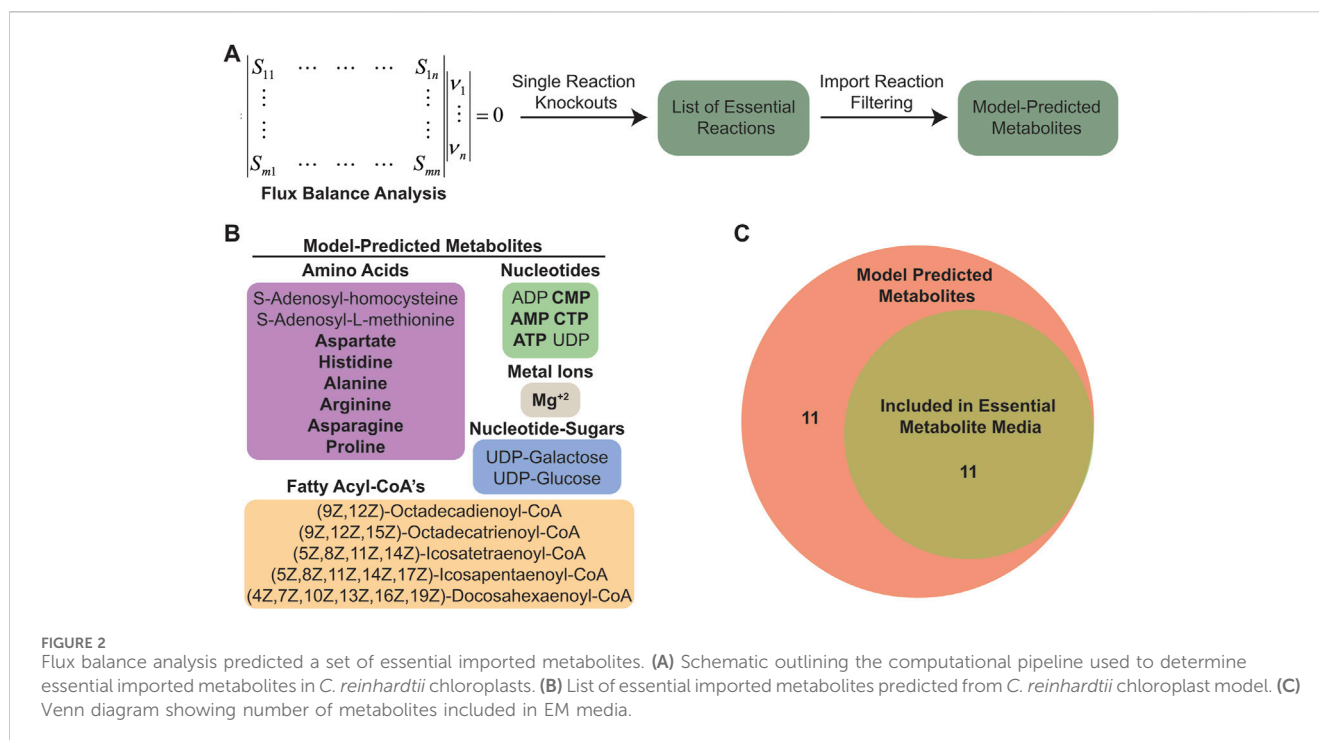 A
S11 ... ... ... S1n
⋮ ⋮ ν1
: ⋮ = 0
⋮ ⋮ νn
Sm1 ... ... ... Smn
Flux Balance Analysis
Single Reaction
Knockouts
List of Essential
Reactions
Import Reaction
Filtering
Model-Predicted
Metabolites
B
Model-Predicted Metabolites
Amino Acids
S-Adenosyl-homocysteine
S-Adenosyl-L-methionine
Aspartate
Histidine
Alanine
Arginine
Asparagine
Proline
Nucleotides
ADP CMP
AMP CTP
ATP UDP
Metal Ions
Mg+2
Nucleotide-Sugars
UDP-Galactose
UDP-Glucose
Fatty Acyl-CoA's
(9Z,12Z)-Octadecadienoyl-CoA
(9Z,12Z,15Z)-Octadecatrienoyl-CoA
(5Z,8Z,11Z,14Z)-Icosatetraenoyl-CoA
(5Z,8Z,11Z,14Z,17Z)-Icosapentaenoyl-CoA
(4Z,7Z,10Z,13Z,16Z,19Z)-Docosahexaenoyl-CoA
C
Model Predicted
Metabolites
11
Included in Essential
Metabolite Media
11
FIGURE 2
Flux balance analysis predicted a set of essential imported metabolites. (A) Schematic outlining the computational pipeline used to determine
essential imported metabolites in C. reinhardtii chloroplasts. (B) List of essential imported metabolites predicted from C. reinhardtii chloroplast model. (C)
Venn diagram showing number of metabolites included in EM media.